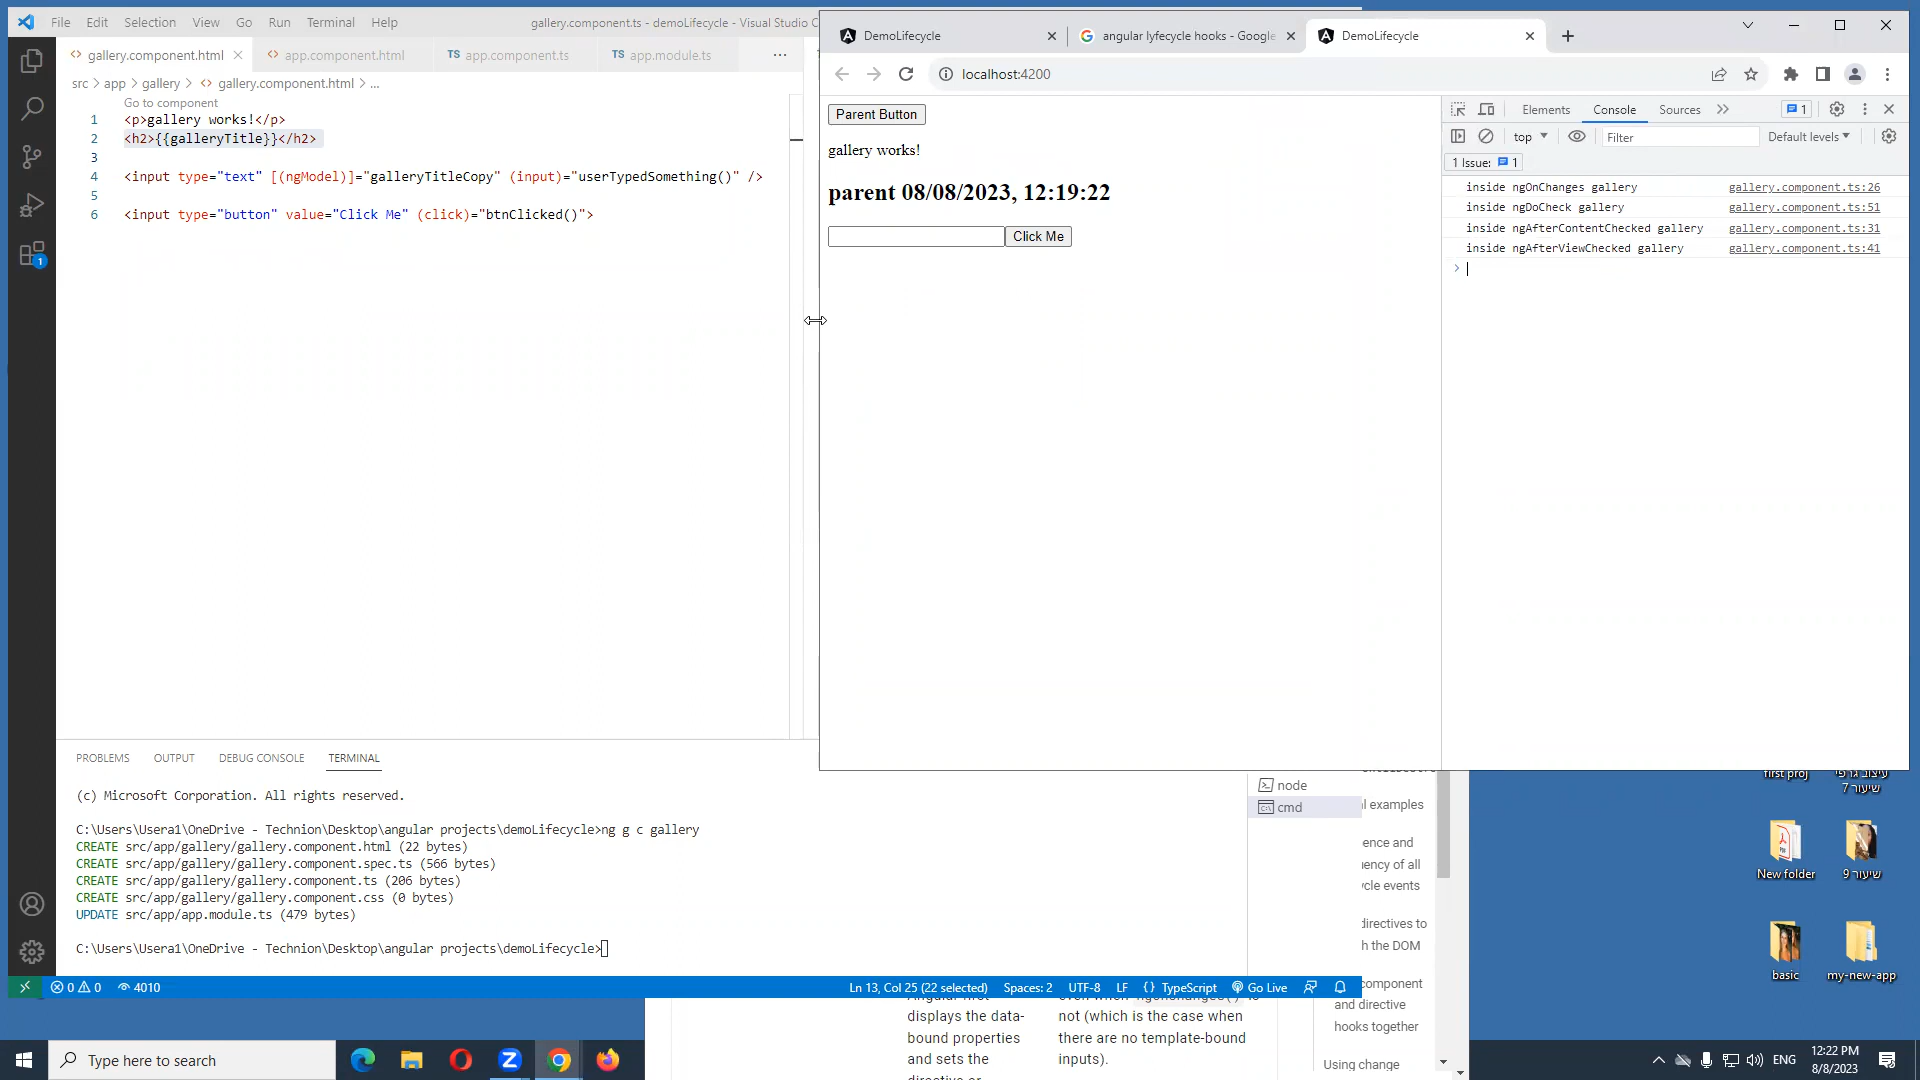 File Edit Selection View Go Run Terminal Help
gallery.component.ts - demoLifecycle - Visual Studio C
gallery.component.html app.component.html TS app.component.ts TS app.module.ts ...
src > app > gallery > gallery.component.html > ...
Go to component
1 <p>gallery works!</p>
2 <h2>{{galleryTitle}}</h2>
3
4 <input type="text" [(ngModel)]="galleryTitleCopy" (input)="userTypedSomething()" />
5
6 <input type="button" value="Click Me" (click)="btnClicked()">
1
PROBLEMS OUTPUT DEBUG CONSOLE TERMINAL
(c) Microsoft Corporation. All rights reserved.
C:\Users\Usera1\OneDrive - Technion\Desktop\angular projects\demoLifecycle>ng g c gallery
CREATE src/app/gallery/gallery.component.html (22 bytes)
CREATE src/app/gallery/gallery.component.spec.ts (566 bytes)
CREATE src/app/gallery/gallery.component.ts (206 bytes)
CREATE src/app/gallery/gallery.component.css (0 bytes)
UPDATE src/app/app.module.ts (479 bytes)
C:\Users\Usera1\OneDrive - Technion\Desktop\angular projects\demoLifecycle>
node
cmd
0 0 4010
Ln 13, Col 25 (22 selected) Spaces: 2 UTF-8 LF {} TypeScript Go Live
DemoLifecycle angular lyfecycle hooks - Google DemoLifecycle
localhost:4200
Parent Button
gallery works!
parent 08/08/2023, 12:19:22
Click Me
Elements Console Sources 1
top Filter Default levels
1 Issue: 1
inside ngOnChanges gallery gallery.component.ts:26
inside ngDoCheck gallery gallery.component.ts:51
inside ngAfterContentChecked gallery gallery.component.ts:31
inside ngAfterViewChecked gallery gallery.component.ts:41
>
l examples
ence and
ency of all
cle events
directives to
h the DOM
component
and directive
hooks together
Using change
displays the data-
bound properties
and sets the
not (which is the case when
there are no template-bound
inputs).
first proj
עיצוב גרפי
שיעור 7
New folder
שיעור 9
basic
my-new-app
Type here to search
ENG
12:22 PM
8/8/2023